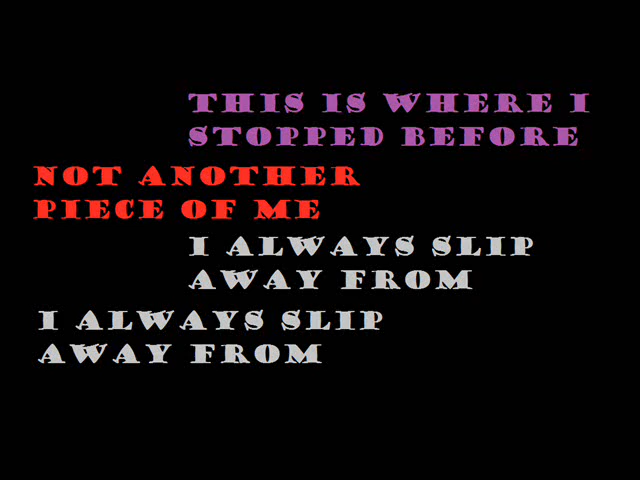 THIS IS WHERE I
STOPPED BEFORE
NOT ANOTHER
PIECE OF ME
I ALWAYS SLIP
AWAY FROM
I ALWAYS SLIP
AWAY FROM